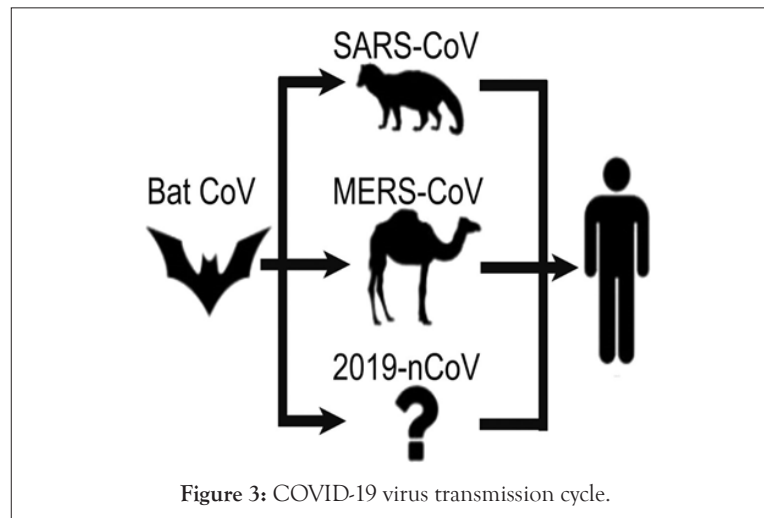 SARS-CoV
Bat CoV
MERS-CoV
2019-nCoV
?
Figure 3: COVID-19 virus transmission cycle.